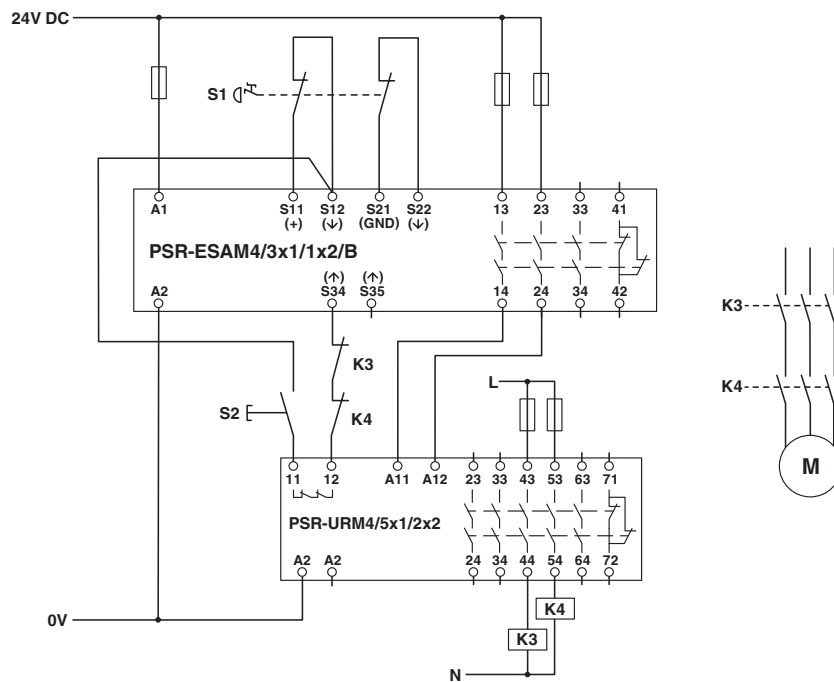 24V DC
S1
A1
S11
(+)
S12
(↓)
S21
(GND)
S22
(↓)
13
23
33
41
PSR-ESAM4/3x1/1x2/B
A2
(↑)
S34
(↑)
S35
14
24
34
42
K3
K3
K4
L
K4
S2
M
11
12
A11
A12
23
33
43
53
63
71
PSR-URM4/5x1/2x2
A2
A2
24
34
44
54
64
72
K4
0V
K3
N